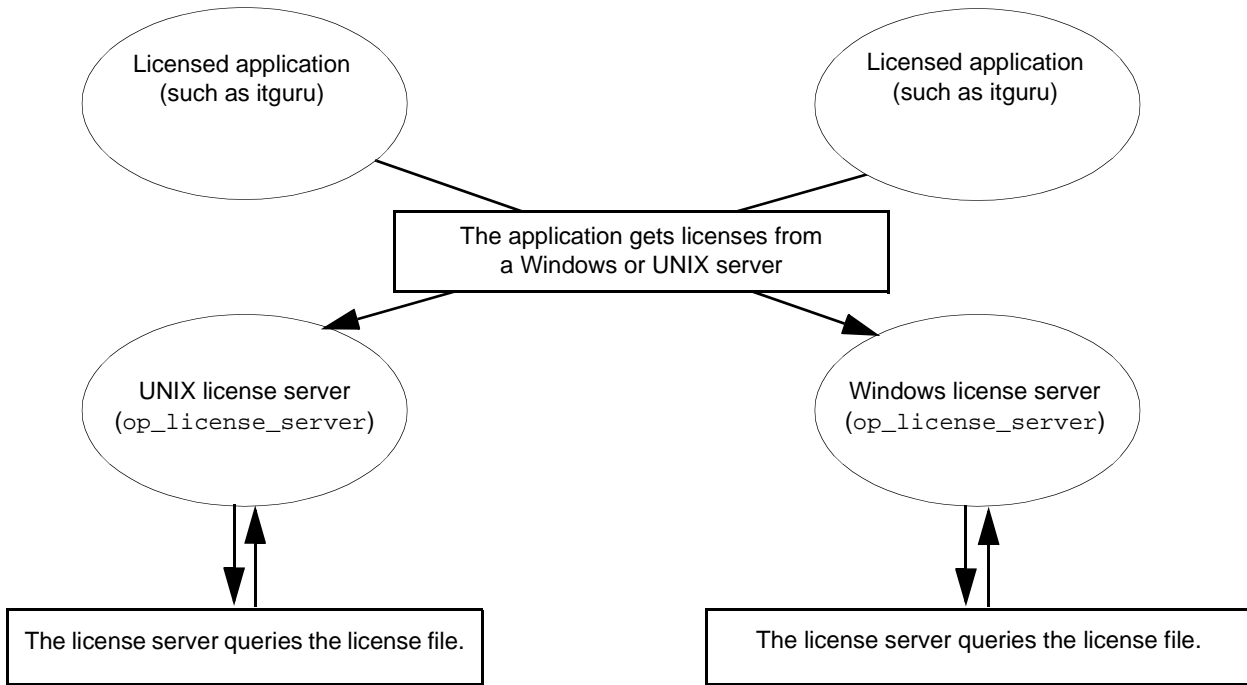 Licensed application
(such as itguru)
Licensed application
(such as itguru)
The application gets licenses from
a Windows or UNIX server
UNIX license server
(op_license_server)
Windows license server
(op_license_server)
The license server queries the license file.
The license server queries the license file.